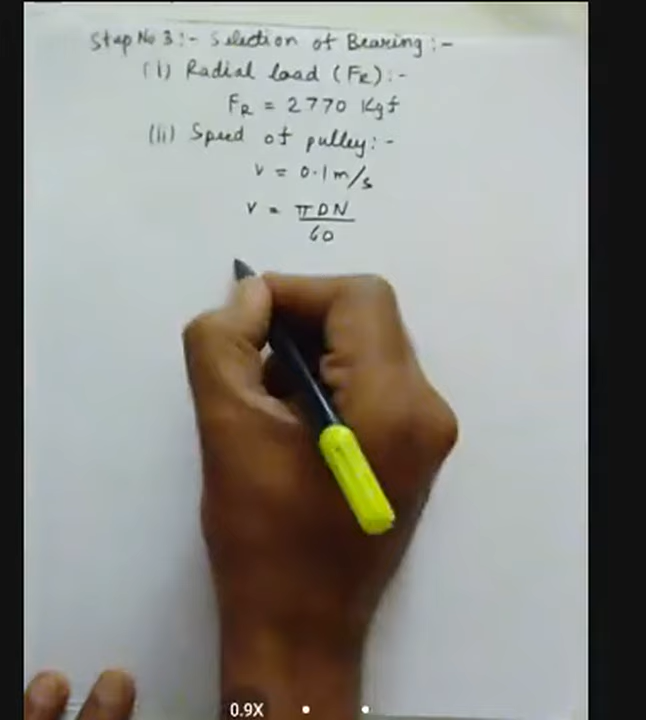 Step No 3:- Selection of Bearing:-
(i) Radial load (FR):-
FR = 2770 Kgf
(ii) Speed of pulley:-
v = 0.1 m/s
v = πDN
60
0.9X